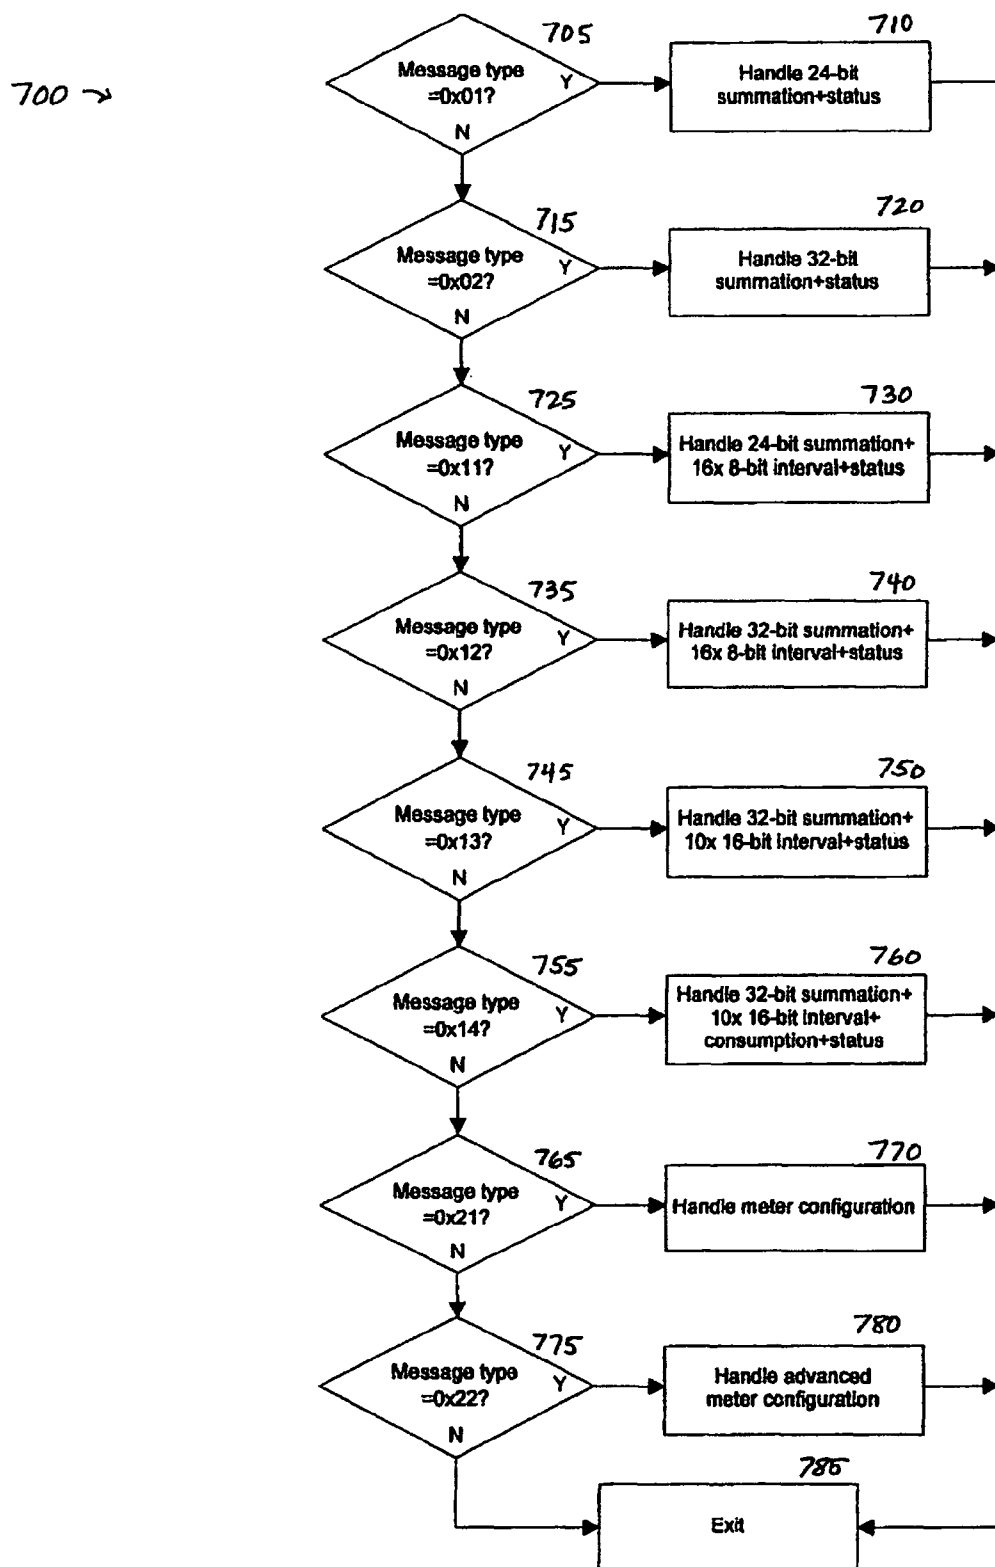 700
705
Message type
=0x01?
Y
N
710
Handle 24-bit
summation+status
715
Message type
=0x02?
Y
N
720
Handle 32-bit
summation+status
725
Message type
=0x11?
Y
N
730
Handle 24-bit summation+
16x 8-bit interval+status
735
Message type
=0x12?
Y
N
740
Handle 32-bit summation+
16x 8-bit interval+status
745
Message type
=0x13?
Y
N
750
Handle 32-bit summation+
10x 16-bit interval+status
755
Message type
=0x14?
Y
N
760
Handle 32-bit summation+
10x 16-bit interval+
consumption+status
765
Message type
=0x21?
Y
N
770
Handle meter configuration
775
Message type
=0x22?
Y
N
780
Handle advanced
meter configuration
785
Exit